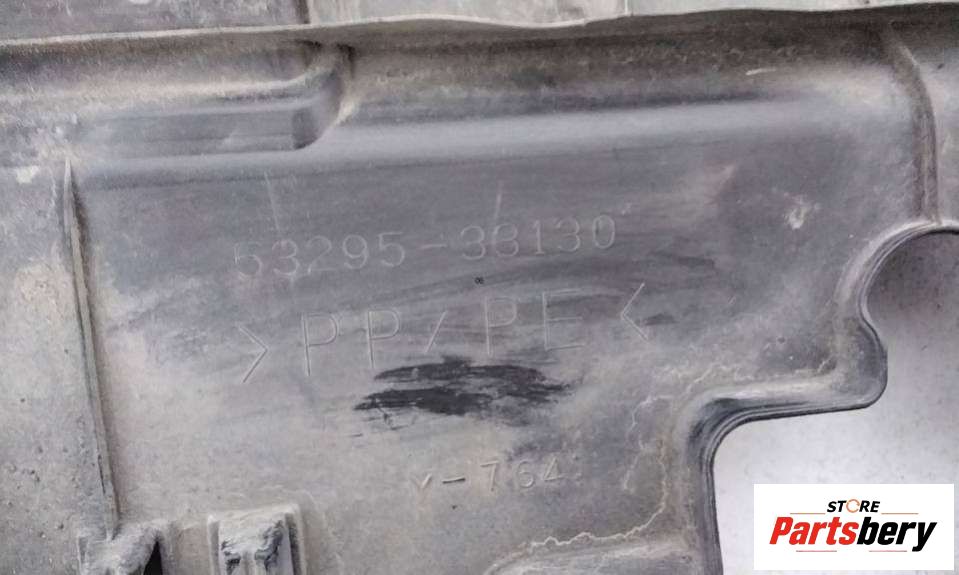 53295-33130
>PP/PE<
Y-764
STORE
Partsbery